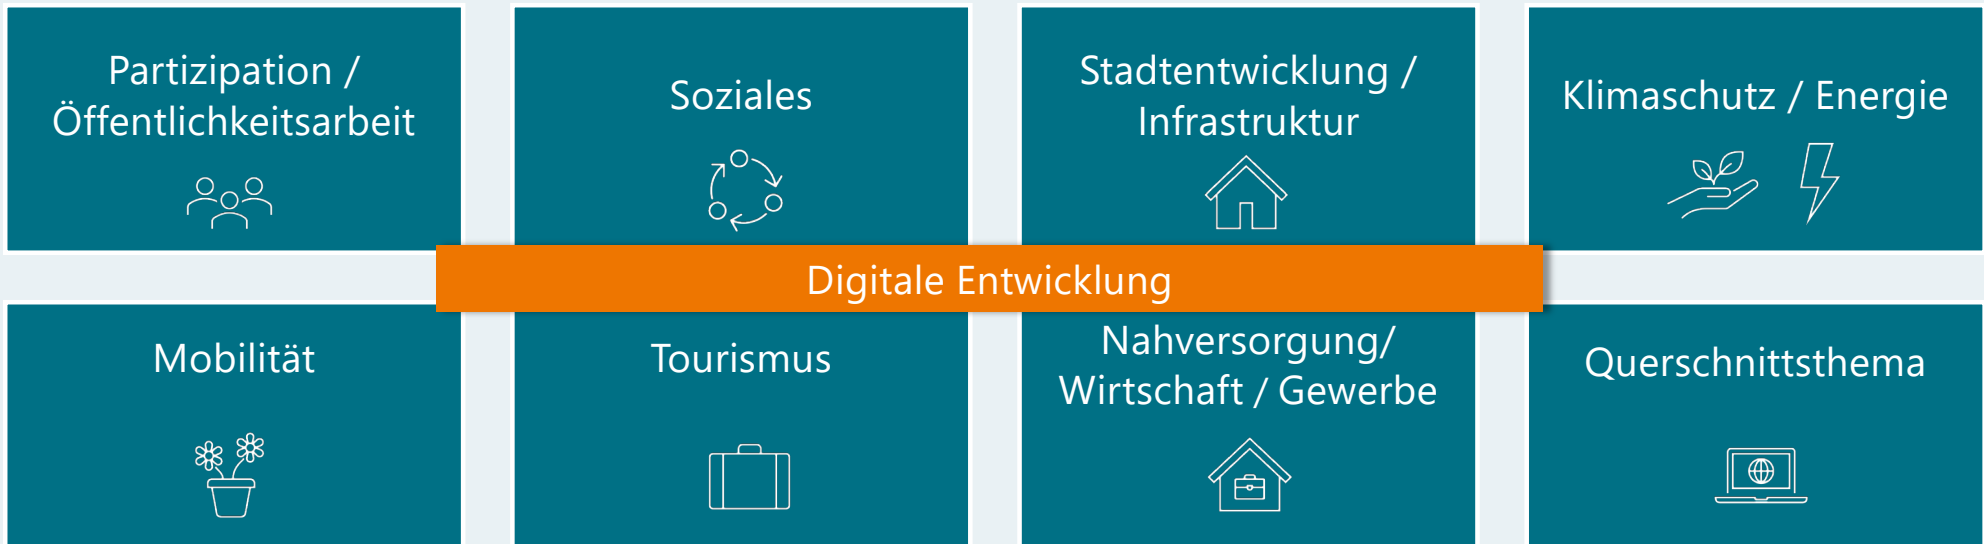 Partizipation /
Öffentlichkeitsarbeit
Soziales
Stadtentwicklung /
Infrastruktur
Klimaschutz / Energie
Digitale Entwicklung
Mobilität
Tourismus
Nahversorgung/
Wirtschaft / Gewerbe
Querschnittsthema